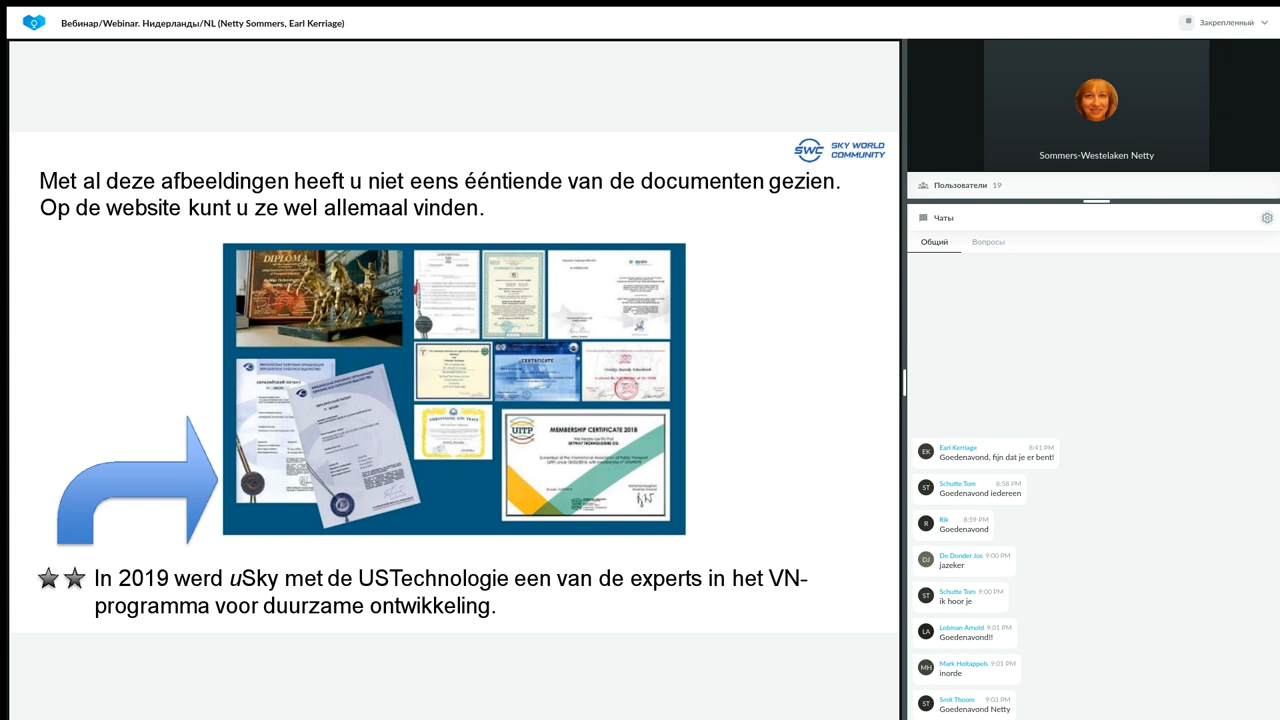 Вебинар/Webinar. Нидерланды/NL (Netty Sommers, Earl Kerriage)
Закрепленный
SWC SKY WORLD
COMMUNITY
Met al deze afbeeldingen heeft u niet eens ééntiende van de documenten gezien.
Op de website kunt u ze wel allemaal vinden.
DIPLOMA
CERTIFICATE
UITP
MEMBERSHIP CERTIFICATE 2018
In 2019 werd uSky met de USTechnologie een van de experts in het VN-
programma voor duurzame ontwikkeling.
Sommers-Westelaken Netty
Пользователи 19
Чаты
Общий Вопросы
EK Earl Kerriage 8:41 PM
Goedenavond, fijn dat je er bent!
ST Schutte Tom 8:58 PM
Goedenavond iedereen
R Rik 8:59 PM
Goedenavond
DJ De Donder Jos 9:00 PM
jazeker
ST Schutte Tom 9:00 PM
ik hoor je
LA Lobman Arnold 9:01 PM
Goedenavond!!
MH Mark Holtappels 9:01 PM
inorde
ST Smit Thoom 9:03 PM
Goedenavond Netty